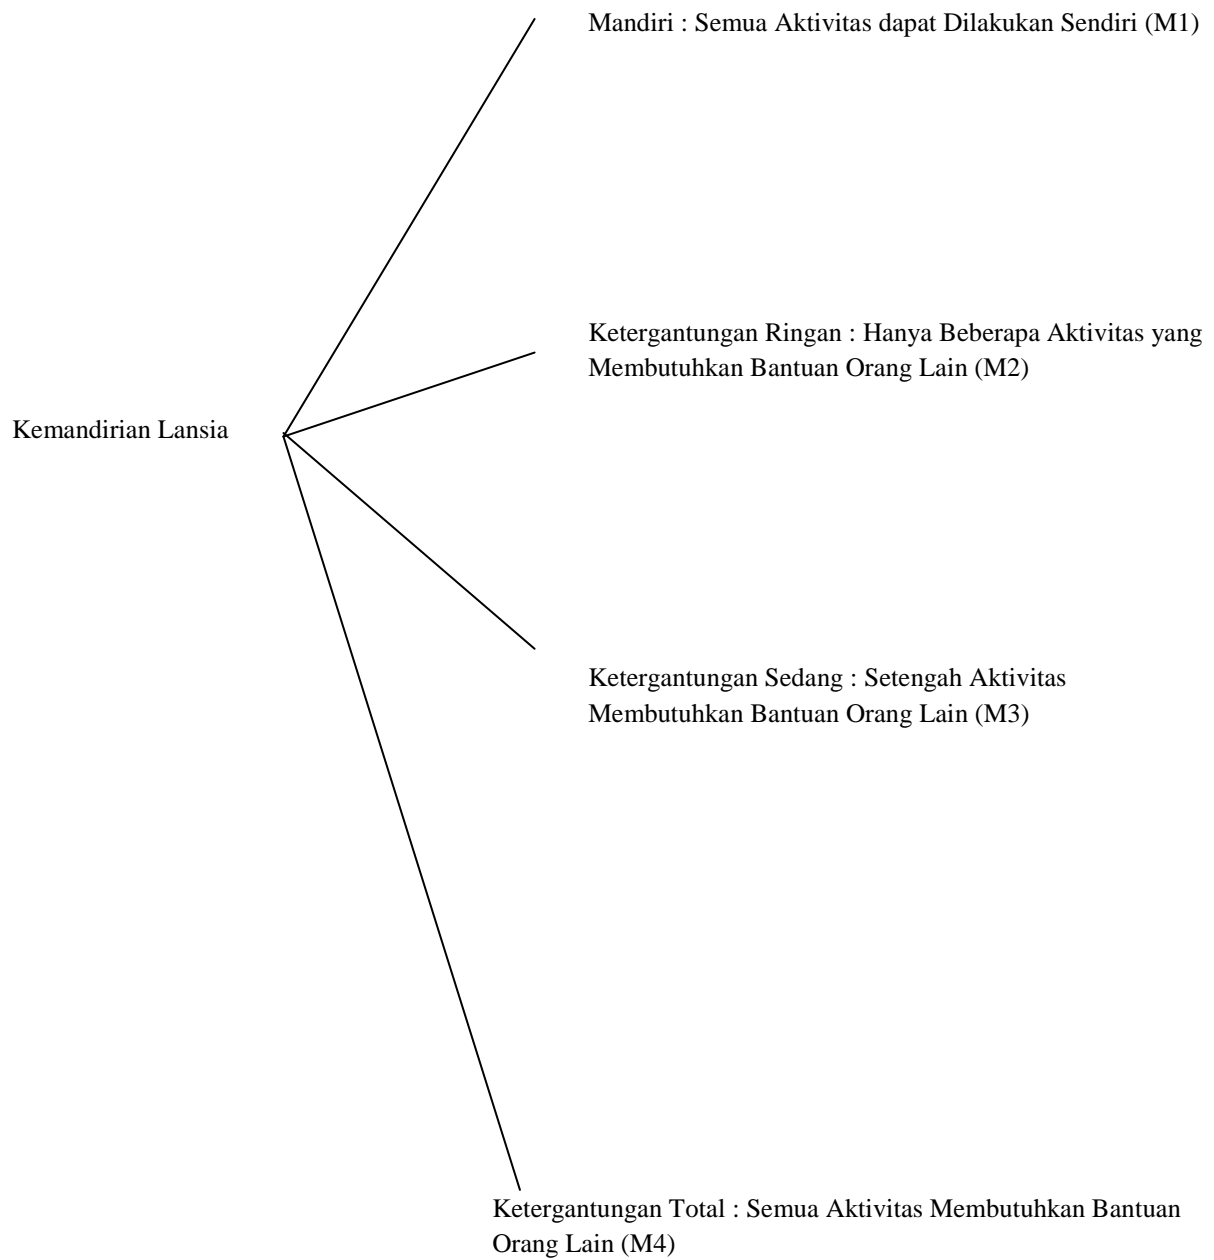 Mandiri : Semua Aktivitas dapat Dilakukan Sendiri (M1)
Ketergantungan Ringan : Hanya Beberapa Aktivitas yang
Membutuhkan Bantuan Orang Lain (M2)
Kemandirian Lansia
Ketergantungan Sedang : Setengah Aktivitas
Membutuhkan Bantuan Orang Lain (M3)
Ketergantungan Total : Semua Aktivitas Membutuhkan Bantuan
Orang Lain (M4)